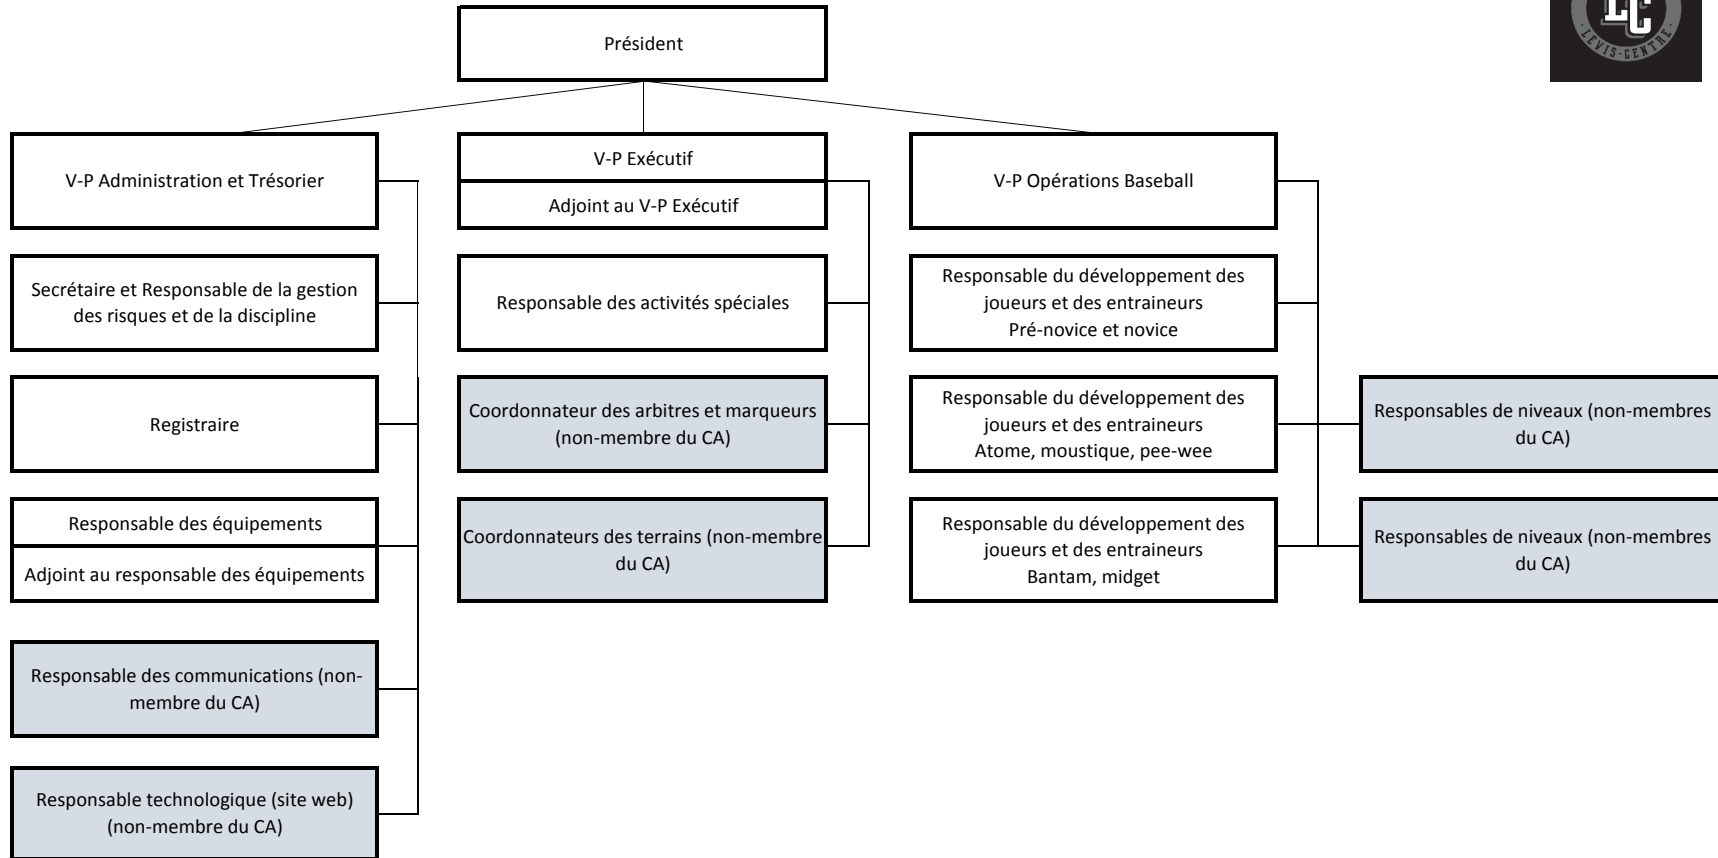 LC
LEVIS-CENTRE
Président
V-P Administration et Trésorier
V-P Exécutif
Adjoint au V-P Exécutif
V-P Opérations Baseball
Secrétaire et Responsable de la gestion
des risques et de la discipline
Responsable des activités spéciales
Responsable du développement des
joueurs et des entraineurs
Pré-novice et novice
Registraire
Coordonnateur des arbitres et marqueurs
(non-membre du CA)
Responsable du développement des
joueurs et des entraineurs
Atome, moustique, pee-wee
Responsables de niveaux (non-membres
du CA)
Responsable des équipements
Adjoint au responsable des équipements
Coordonnateurs des terrains (non-membre
du CA)
Responsable du développement des
joueurs et des entraineurs
Bantam, midget
Responsables de niveaux (non-membres
du CA)
Responsable des communications (non-
membre du CA)
Responsable technologique (site web)
(non-membre du CA)